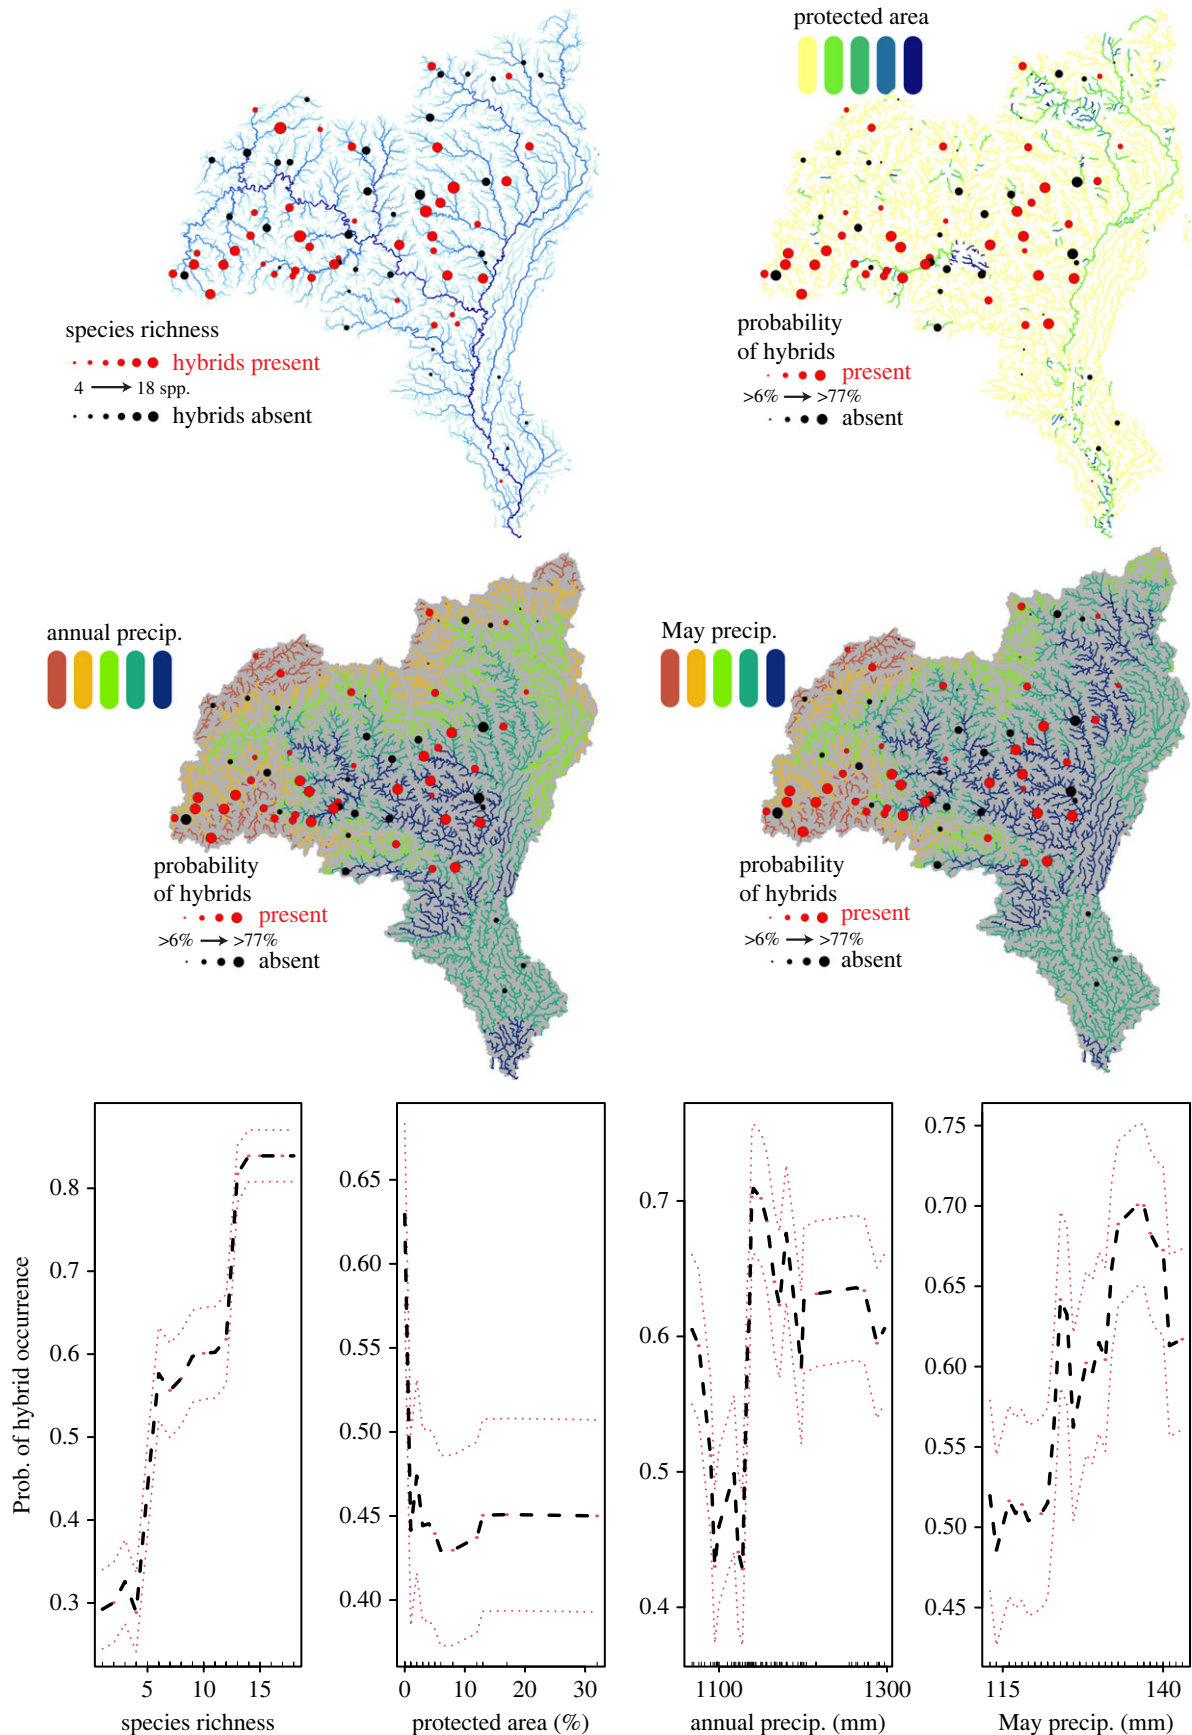 protected area
species richness
hybrids present
4 → 18 spp.
hybrids absent
probability
of hybrids
present
>6% → >77%
absent
annual precip.
probability
of hybrids
present
>6% → >77%
absent
May precip.
probability
of hybrids
present
>6% → >77%
absent
Prob. of hybrid occurrence
0.8
0.7
0.6
0.5
0.4
0.3
5 10 15
species richness
0.65
0.60
0.55
0.50
0.45
0.40
0 10 20 30
protected area (%)
0.7
0.6
0.5
0.4
1100 1300
annual precip. (mm)
0.75
0.70
0.65
0.60
0.55
0.50
0.45
115 140
May precip. (mm)